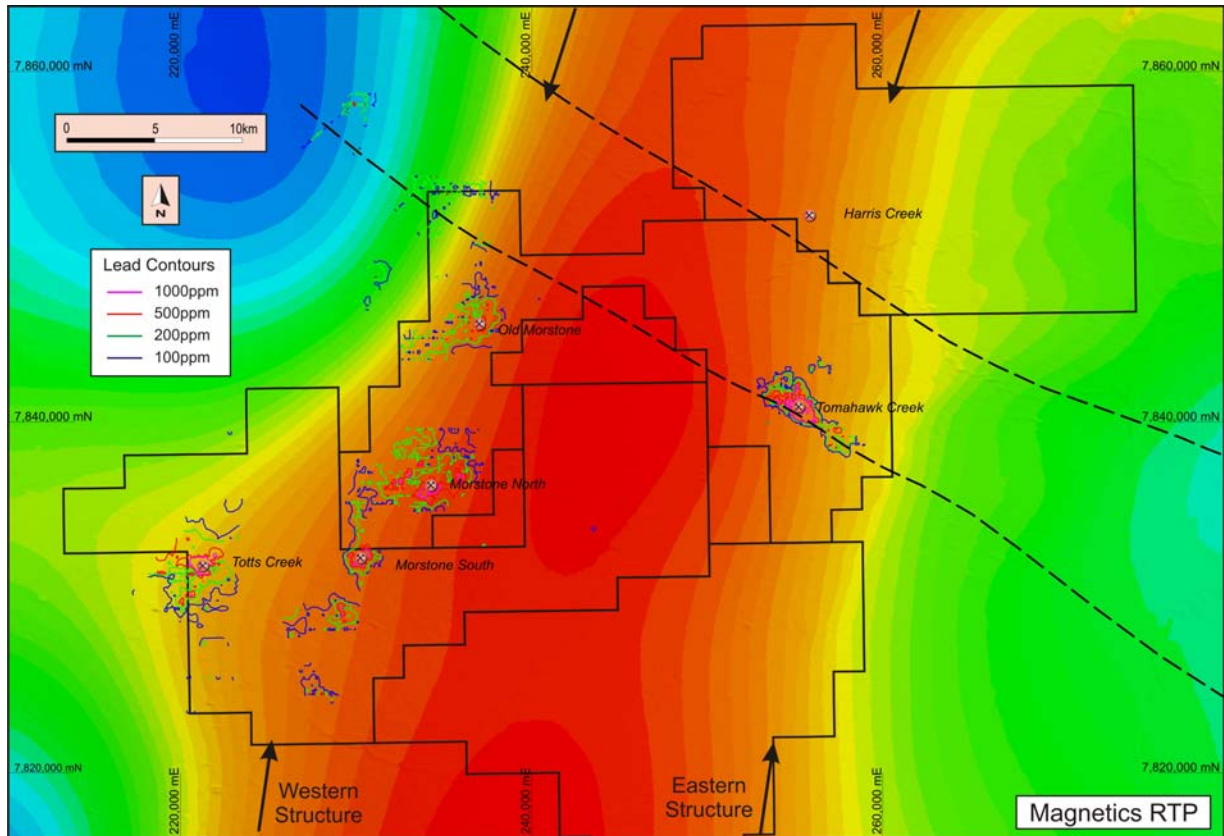 220,000 mE
240,000 mE
260,000 mE
7,860,000 mN
7,860,000 mN
0 5 10km
N
Harris Creek
Lead Contours
1000ppm
500ppm
200ppm
100ppm
Old Morstone
Tomahawk Creek
7,840,000 mN
7,840,000 mN
Morstone North
Totts Creek
Morstone South
7,820,000 mN
7,820,000 mN
Western
Structure
Eastern
Structure
220,000 mE
240,000 mE
260,000 mE
Magnetics RTP